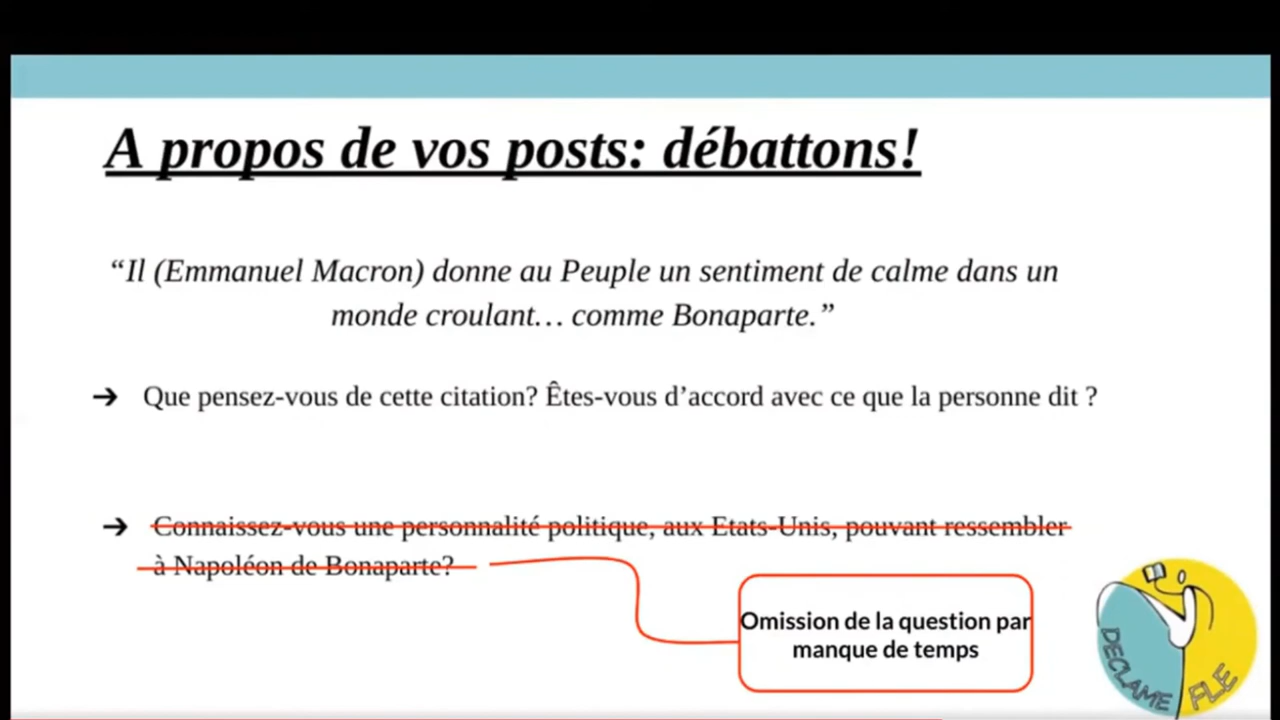 A propos de vos posts: débattons!
“Il (Emmanuel Macron) donne au Peuple un sentiment de calme dans un
monde croulant… comme Bonaparte.”
➔ Que pensez-vous de cette citation? Êtes-vous d’accord avec ce que la personne dit ?
➔ Connaissez-vous une personnalité politique, aux Etats-Unis, pouvant ressembler
à Napoléon de Bonaparte?
Omission de la question par
manque de temps
DECLAME FLE